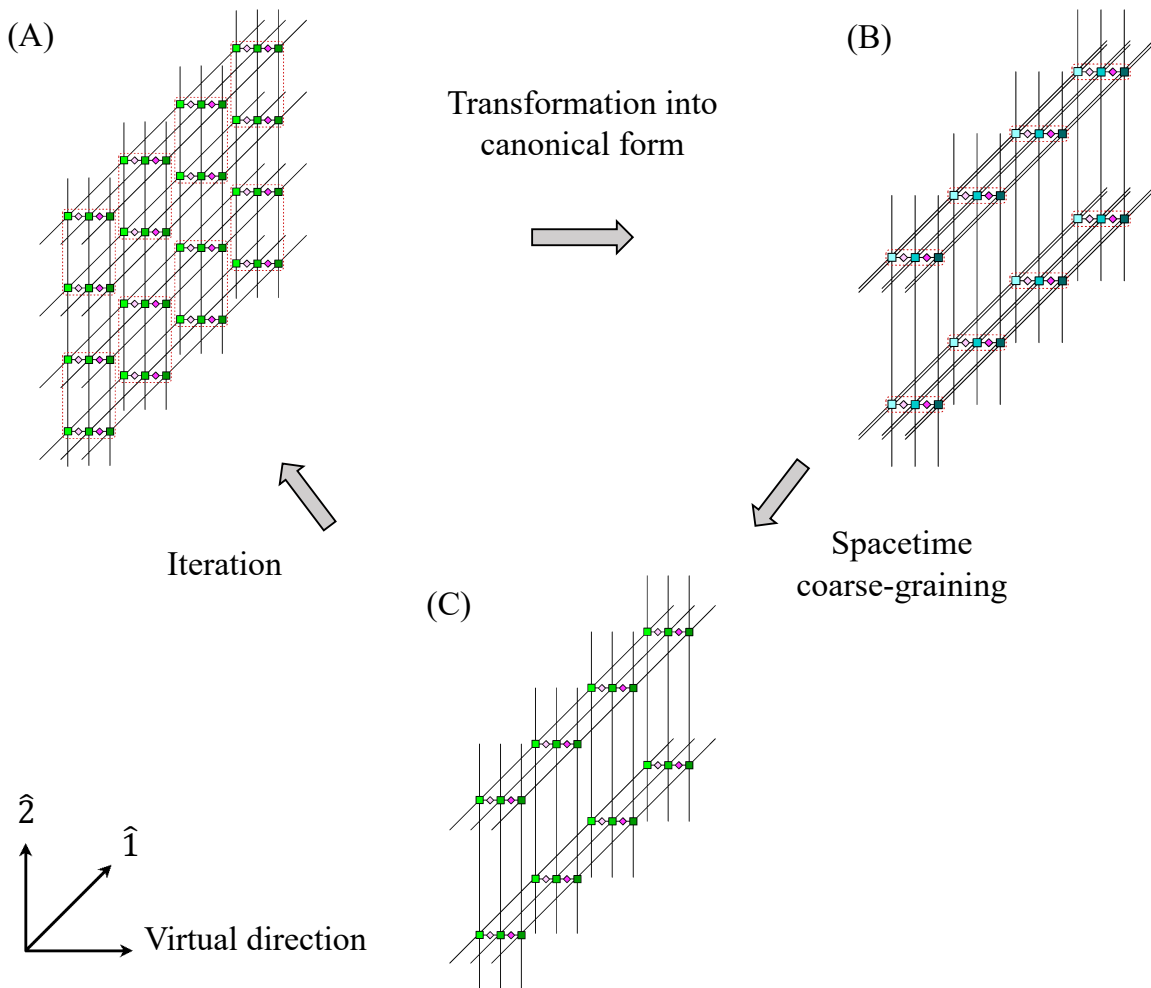 (A)
(B)
Transformation into
canonical form
Iteration
Spacetime
coarse-graining
(C)
2̂
1̂
Virtual direction